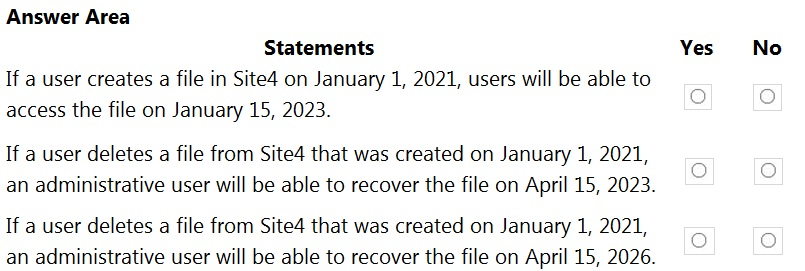 Answer Area
Statements Yes No
If a user creates a file in Site4 on January 1, 2021, users will be able to
access the file on January 15, 2023.
If a user deletes a file from Site4 that was created on January 1, 2021,
an administrative user will be able to recover the file on April 15, 2023.
If a user deletes a file from Site4 that was created on January 1, 2021,
an administrative user will be able to recover the file on April 15, 2026.